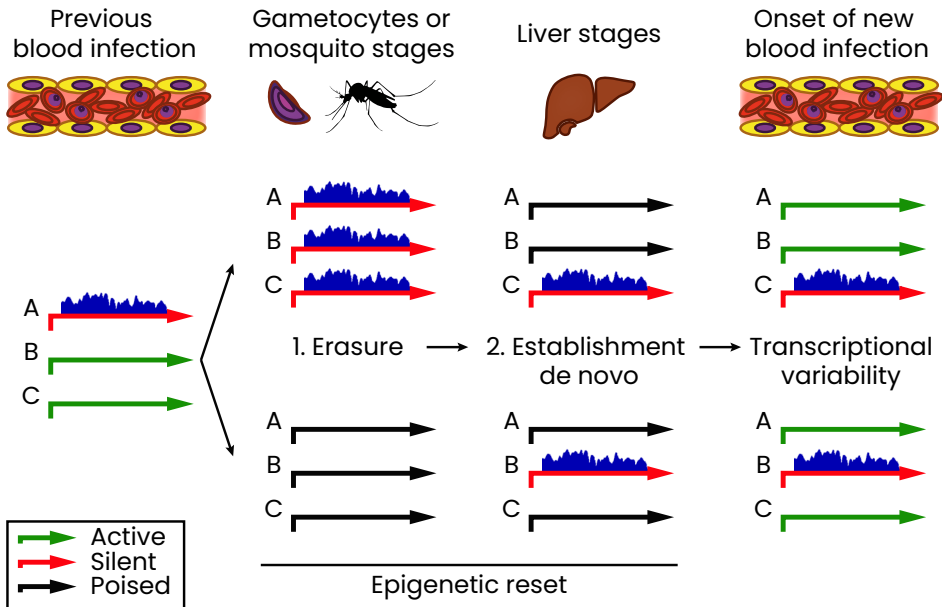 Previous
blood infection
Gametocytes or
mosquito stages
Liver stages
Onset of new
blood infection
A
B
C
A
B
C
A
B
C
A
B
C
1. Erasure
2. Establishment
de novo
Transcriptional
variability
A
B
C
A
B
C
A
B
C
Active
Silent
Poised
Epigenetic reset